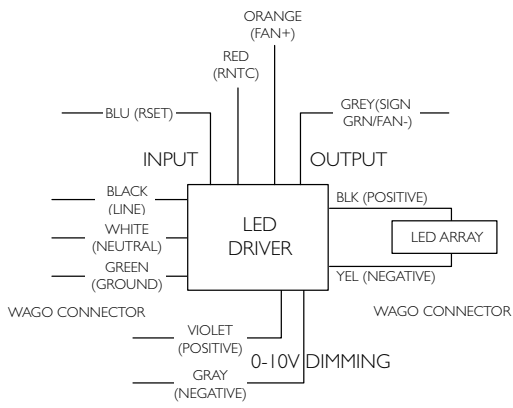 ORANGE
(FAN+)
RED
(RNTC)
BLU (RSET)
GREY(SIGN
GRN/FAN-)
INPUT
OUTPUT
BLACK
(LINE)
WHITE
(NEUTRAL)
GREEN
(GROUND)
LED
DRIVER
BLK (POSITIVE)
LED ARRAY
YEL (NEGATIVE)
WAGO CONNECTOR
WAGO CONNECTOR
VIOLET
(POSITIVE)
0-10V DIMMING
GRAY
(NEGATIVE)